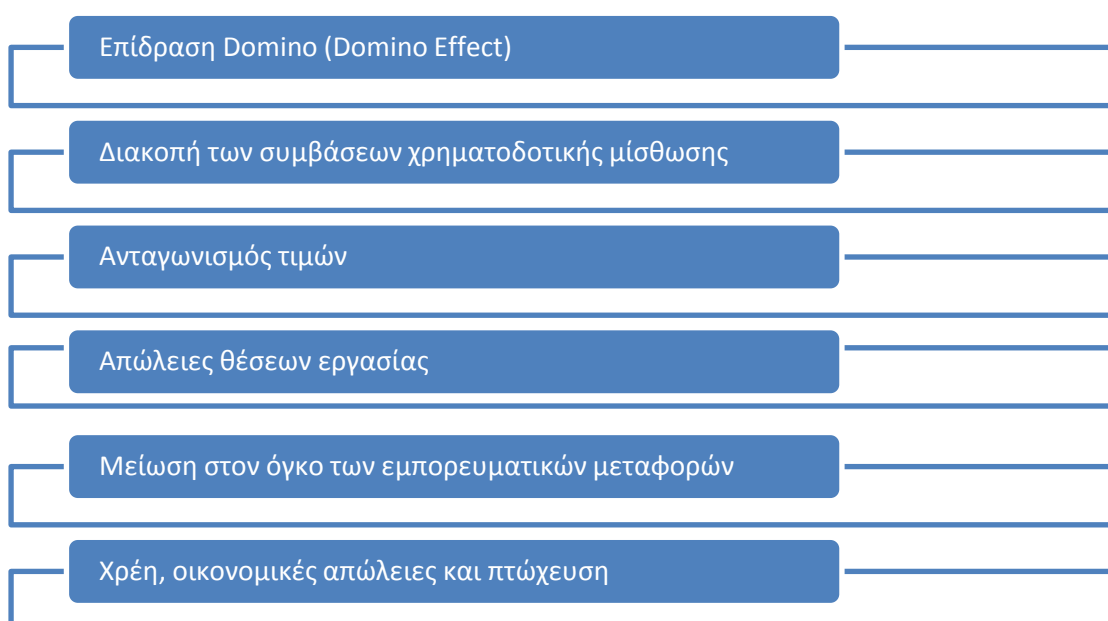 Επίδραση Domino (Domino Effect)
Διακοπή των συμβάσεων χρηματοδοτικής μίσθωσης
Ανταγωνισμός τιμών
Απώλειες θέσεων εργασίας
Μείωση στον όγκο των εμπορευματικών μεταφορών
Χρέη, οικονομικές απώλειες και πτώχευση